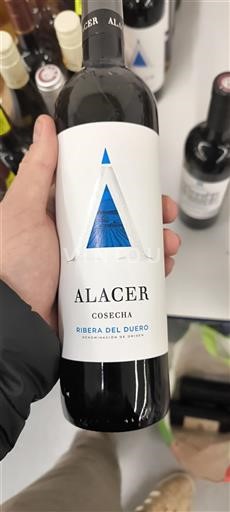 ALACER
ALACER
COSECHA
RIBERA DEL DUERO
DENOMINACIÓN DE ORIGEN